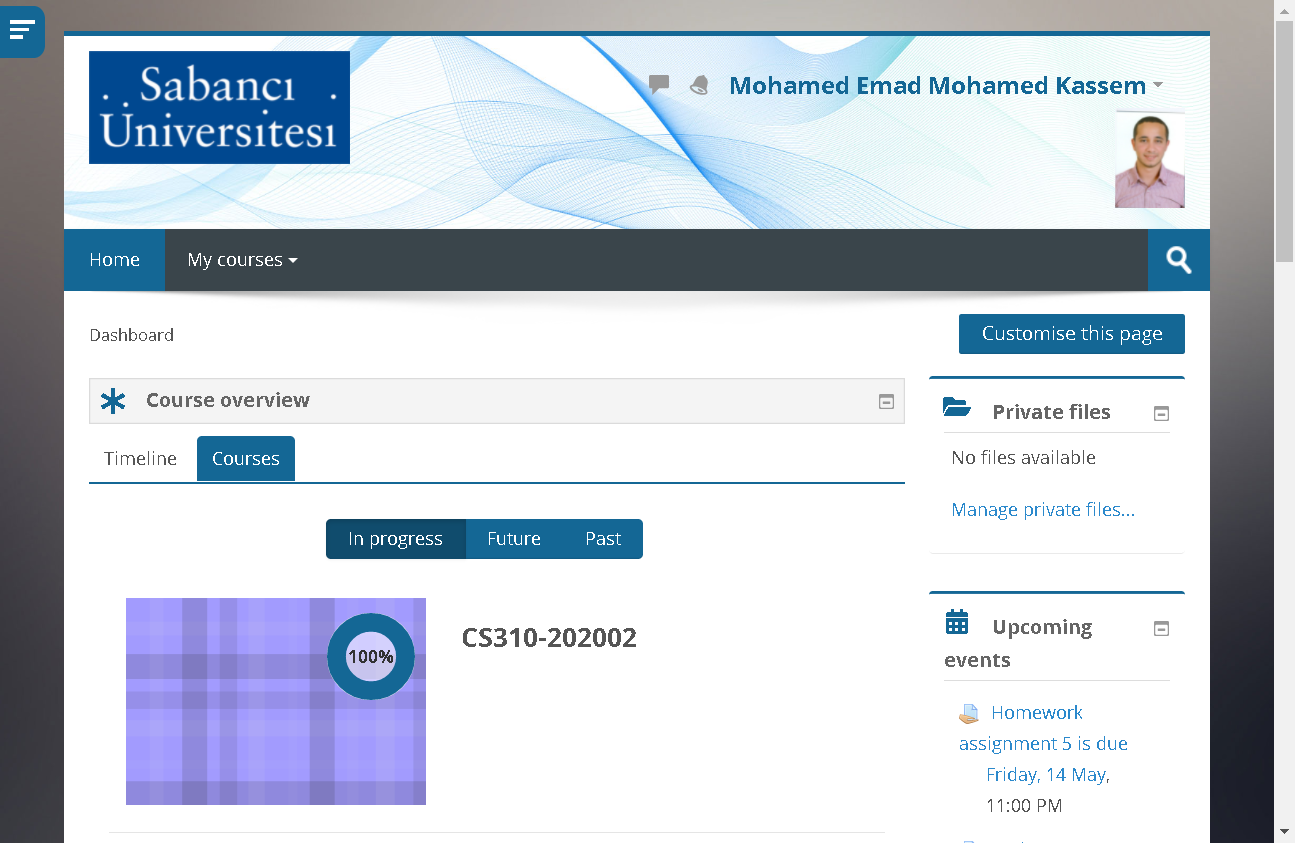 Sabancı
Üniversitesi
Mohamed Emad Mohamed Kassem
Home
My courses
Dashboard
Customise this page
Course overview
Timeline
Courses
In progress
Future
Past
100%
CS310-202002
Private files
No files available
Manage private files...
Upcoming
events
Homework
assignment 5 is due
Friday, 14 May,
11:00 PM